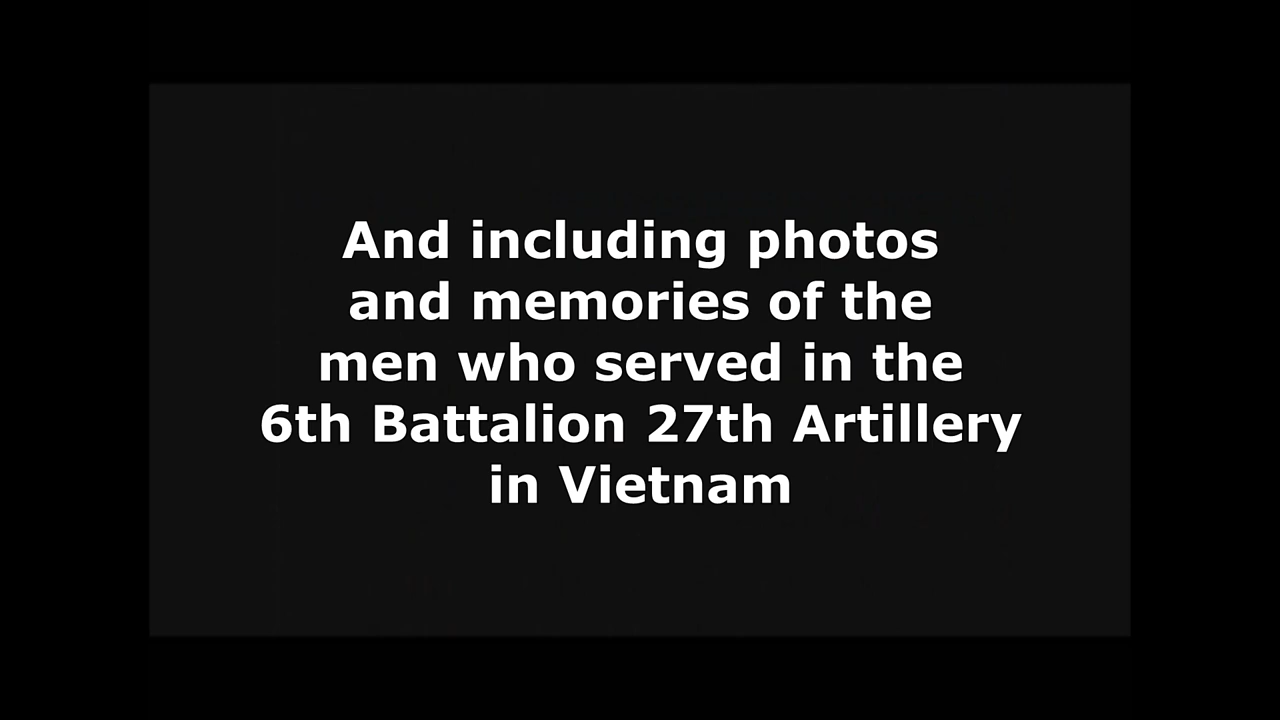 And including photos
and memories of the
men who served in the
6th Battalion 27th Artillery
in Vietnam